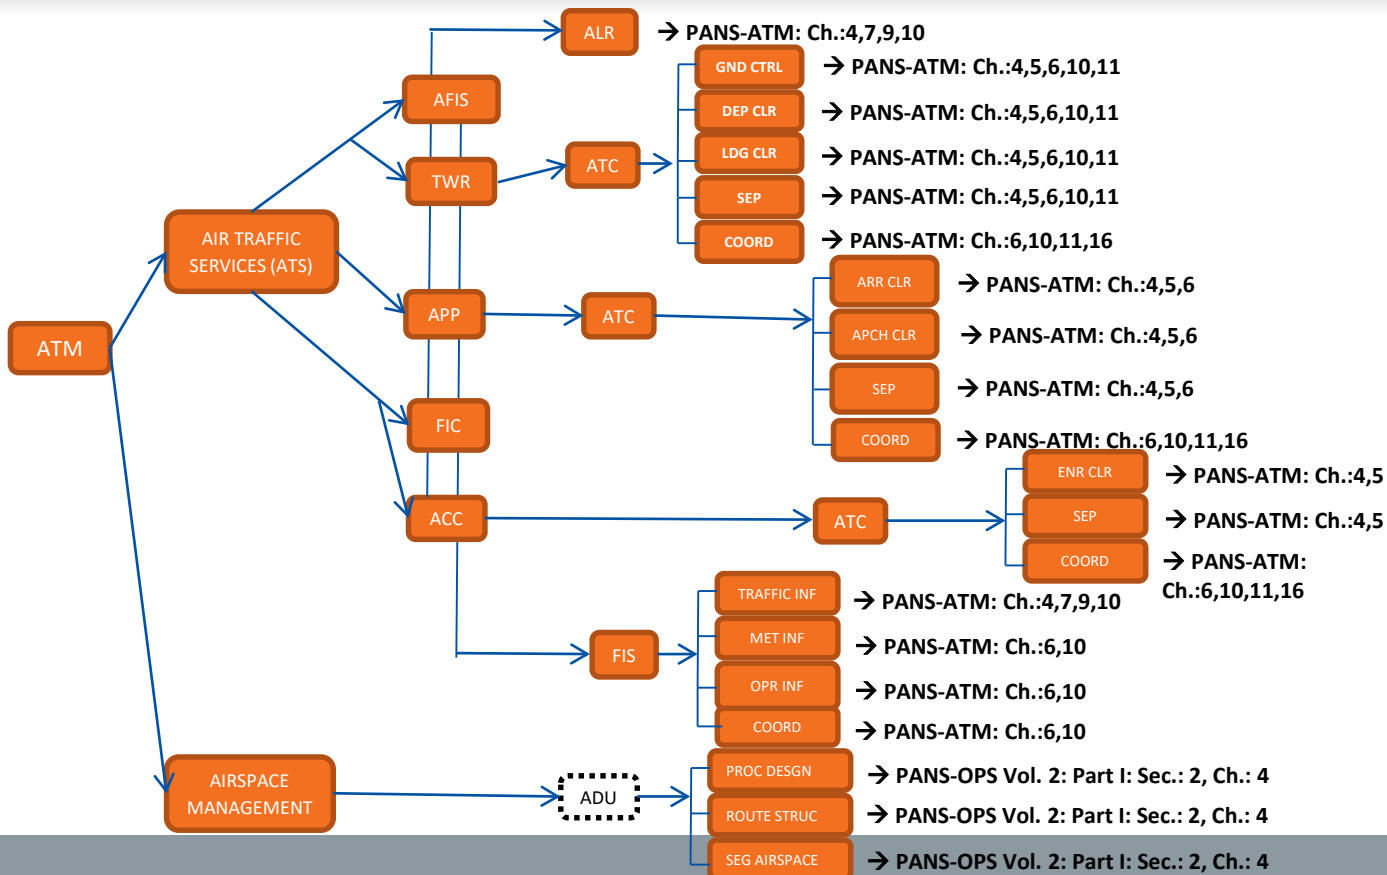 ALR
→ PANS-ATM: Ch.:4,7,9,10
GND CTRL
→ PANS-ATM: Ch.:4,5,6,10,11
AFIS
DEP CLR
→ PANS-ATM: Ch.:4,5,6,10,11
LDG CLR
→ PANS-ATM: Ch.:4,5,6,10,11
TWR
ATC
SEP
→ PANS-ATM: Ch.:4,5,6,10,11
COORD
→ PANS-ATM: Ch.:6,10,11,16
AIR TRAFFIC
SERVICES (ATS)
ARR CLR
→ PANS-ATM: Ch.:4,5,6
APP
ATC
APCH CLR
→ PANS-ATM: Ch.:4,5,6
ATM
SEP
→ PANS-ATM: Ch.:4,5,6
FIC
COORD
→ PANS-ATM: Ch.:6,10,11,16
ENR CLR
→ PANS-ATM: Ch.:4,5
ACC
ATC
SEP
→ PANS-ATM: Ch.:4,5
COORD
→ PANS-ATM:
Ch.:6,10,11,16
TRAFFIC INF
→ PANS-ATM: Ch.:4,7,9,10
FIS
MET INF
→ PANS-ATM: Ch.:6,10
OPR INF
→ PANS-ATM: Ch.:6,10
COORD
→ PANS-ATM: Ch.:6,10
AIRSPACE
MANAGEMENT
ADU
PROC DESGN
→ PANS-OPS Vol. 2: Part I: Sec.: 2, Ch.: 4
ROUTE STRUC
→ PANS-OPS Vol. 2: Part I: Sec.: 2, Ch.: 4
SEG AIRSPACE
→ PANS-OPS Vol. 2: Part I: Sec.: 2, Ch.: 4